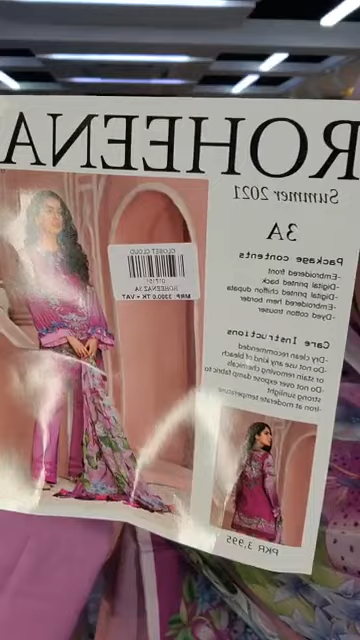 ROHEENA
Summer 2021
3A
Package contents
-Embroidered front
-Digital printed back
-Digital printed chiffon dupatta
-Embroidered hem border
-Dyed cotton trouser
Care Instructions
-Dry clean recommended
-Do not use any kind of bleach
or stain removing chemicals
-Do not expose damp fabric to
strong sunlight
-Iron at moderate temperature
CLOSET CLOUD
ROHEENAZ 3A
MRP 3300.0 TK + VAT
PKR 3,995